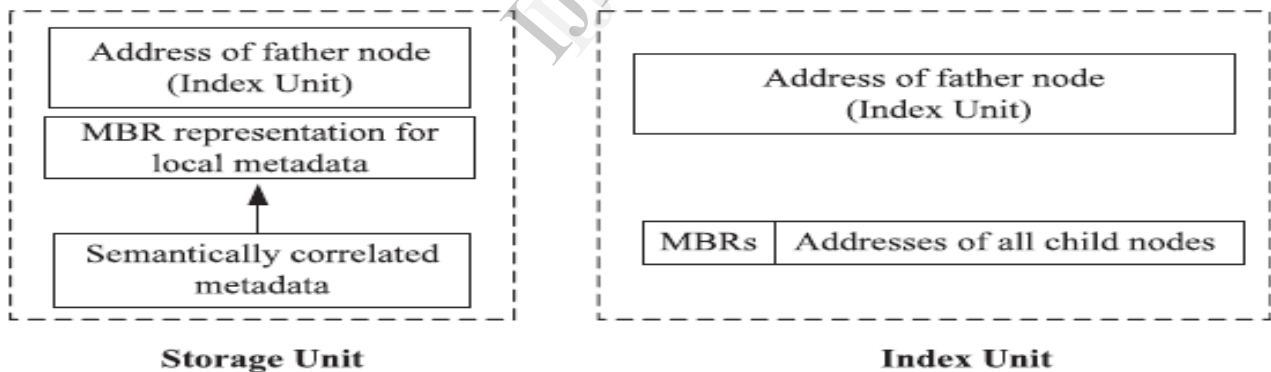 Address of father node
(Index Unit)
MBR representation for
local metadata
Semantically correlated
metadata
Storage Unit
Address of father node
(Index Unit)
MBRs Addresses of all child nodes
Index Unit